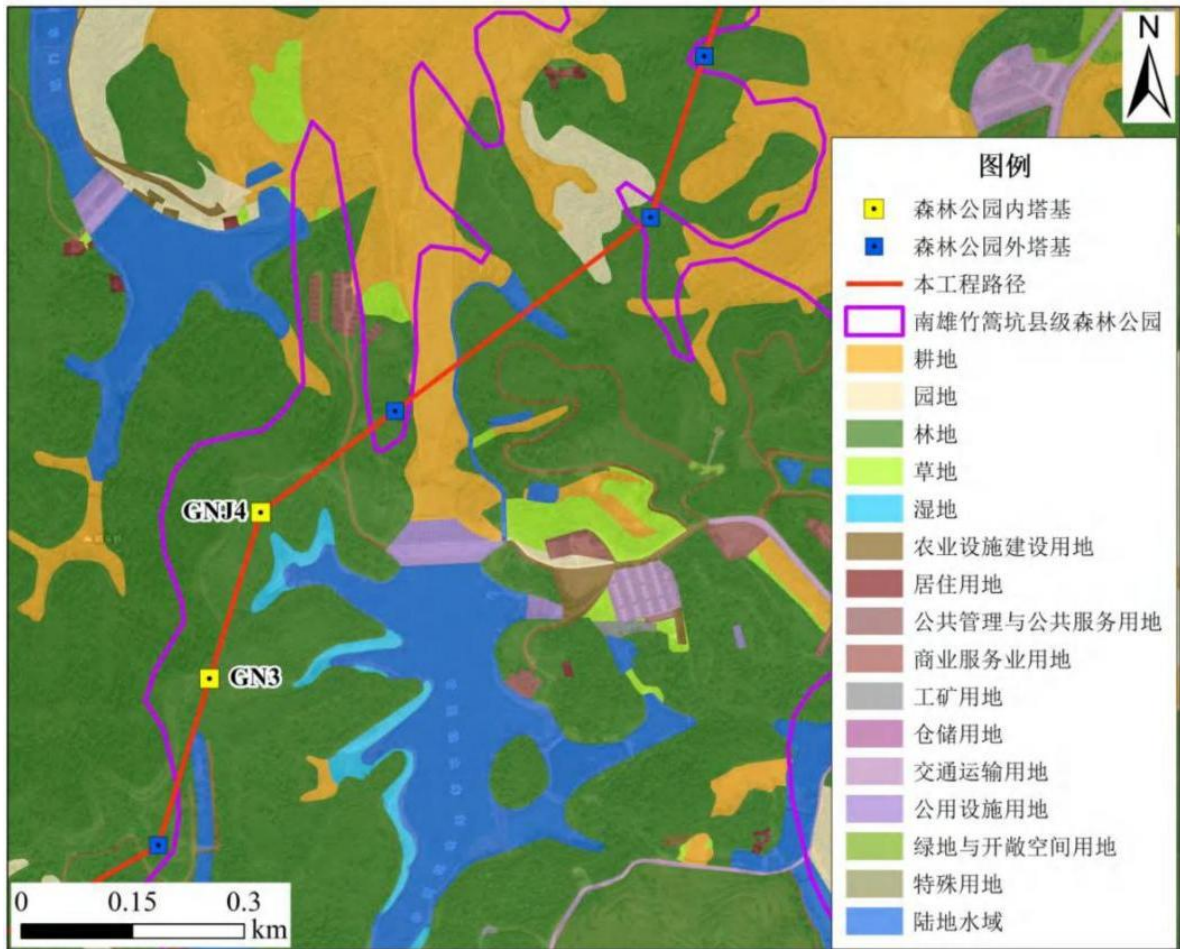 N
图例
森林公园内塔基
森林公园外塔基
本工程路径
南雄竹篙坑县级森林公园
耕地
园地
林地
草地
湿地
农业设施建设用地
居住用地
公共管理与公共服务用地
商业服务业用地
工矿用地
仓储用地
交通运输用地
公用设施用地
绿地与开敞空间用地
特殊用地
陆地水域
GNJ4
GN3
0 0.15 0.3
km